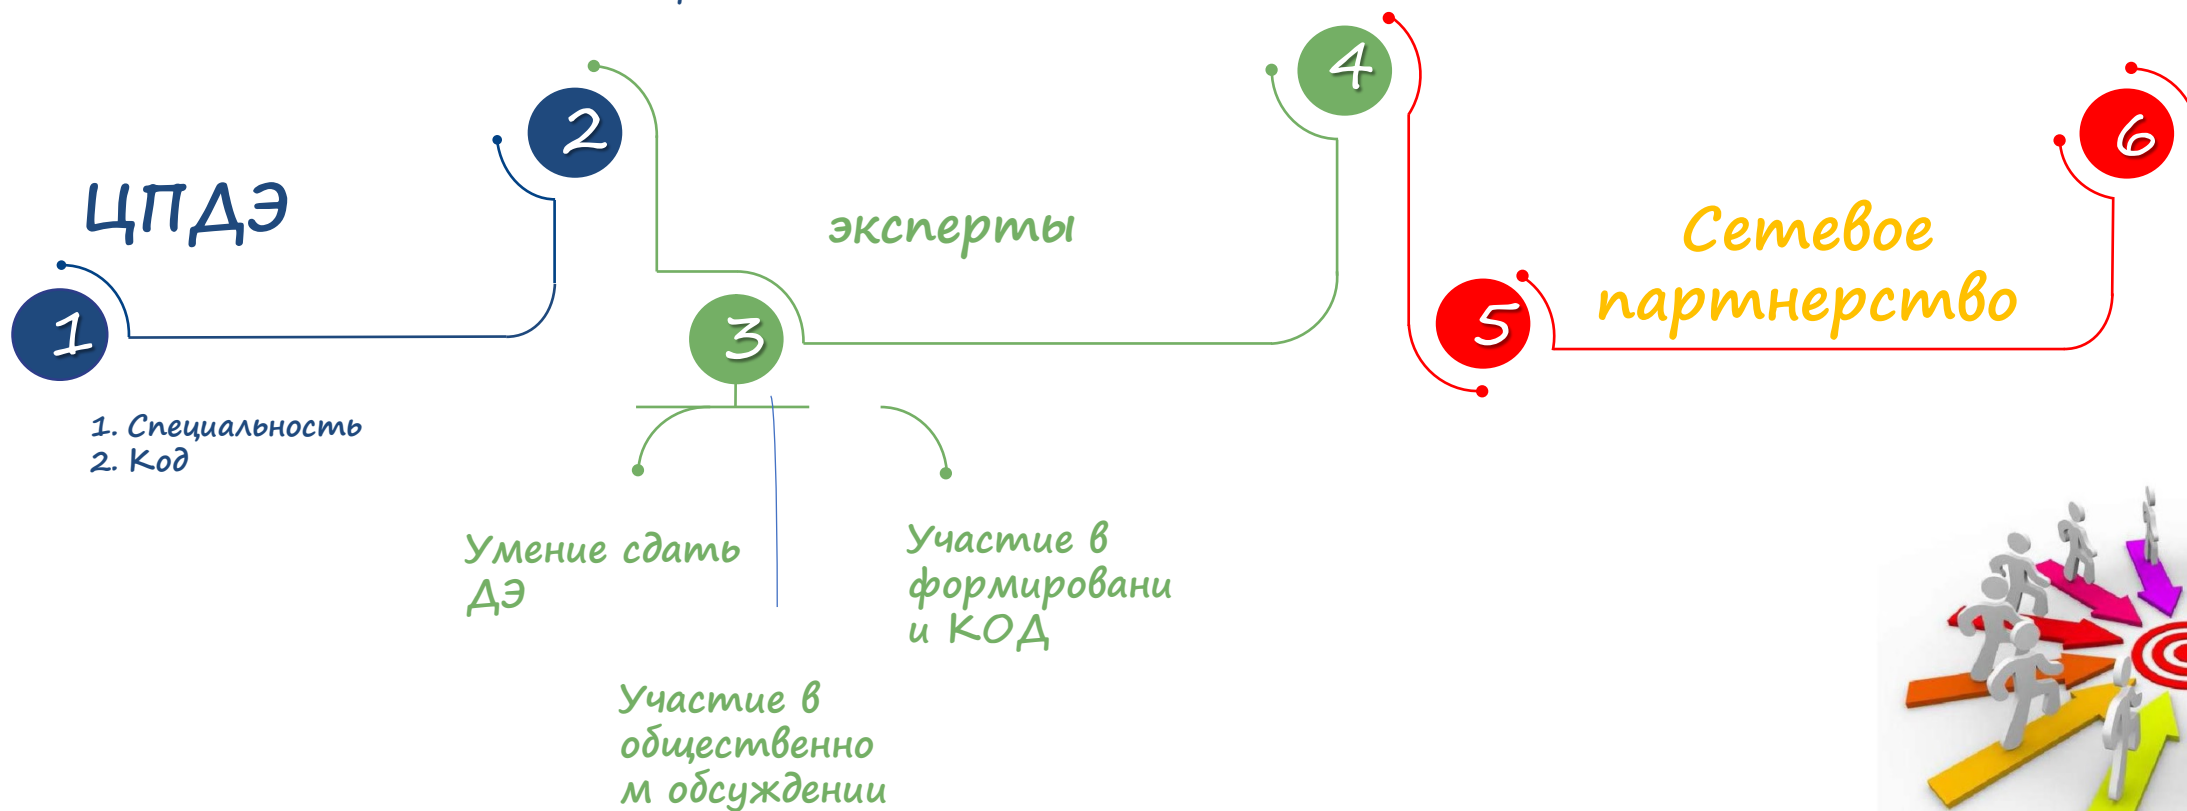 1
ЦПДЭ
2
1. Специальность
2. Код
3
эксперты
4
Умение сдать
ДЭ
Участие в
общественно
м обсуждении
Участие в
формировани
и КОД
5
Сетевое
партнерство
6